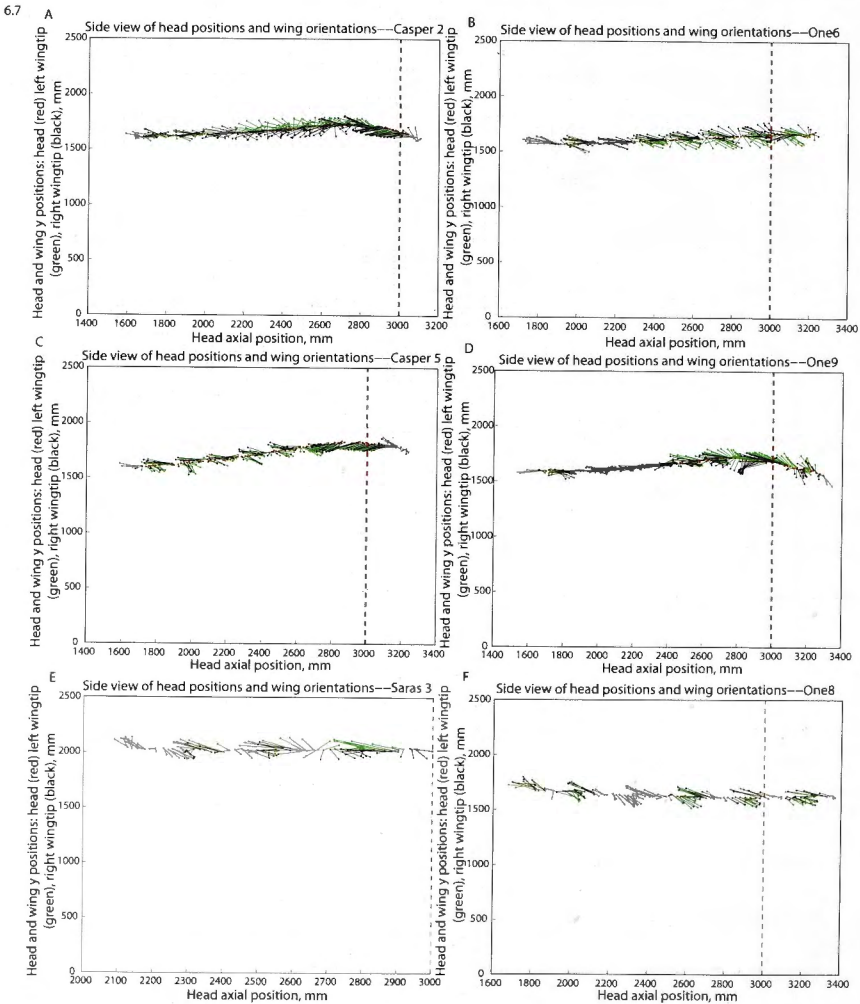 6.7
A
Side view of head positions and wing orientations----Casper 2
Head and wing y positions: head (red) left wingtip
(green), right wingtip (black), mm
2500
2000
1500
1000
500
0
1400 1600 1800 2000 2200 2400 2600 2800 3000 3200
Head axial position, mm
B
Side view of head positions and wing orientations----One6
Head and wing y positions: head (red) left wingtip
(green), right wingtip (black), mm
2500
2000
1500
1000
500
0
1600 1800 2000 2200 2400 2600 2800 3000 3200 3400
Head axial position, mm
C
Side view of head positions and wing orientations----Casper 5
Head and wing y positions: head (red) left wingtip
(green), right wingtip (black), mm
2500
2000
1500
1000
500
0
1400 1600 1800 2000 2200 2400 2600 2800 3000 3200 3400
Head axial position, mm
D
Side view of head positions and wing orientations----One9
Head and wing y positions: head (red) left wingtip
(green), right wingtip (black), mm
2500
2000
1500
1000
500
0
1400 1600 1800 2000 2200 2400 2600 2800 3000 3200 3400
Head axial position, mm
E
Side view of head positions and wing orientations----Saras 3
Head and wing y positions: head (red) left wingtip
(green), right wingtip (black), mm
2500
2000
1500
1000
500
0
2000 2100 2200 2300 2400 2500 2600 2700 2800 2900 3000
Head axial position, mm
F
Side view of head positions and wing orientations----One8
Head and wing y positions: head (red) left wingtip
(green), right wingtip (black), mm
2500
2000
1500
1000
500
0
1600 1800 2000 2200 2400 2600 2800 3000 3200 3400
Head axial position, mm